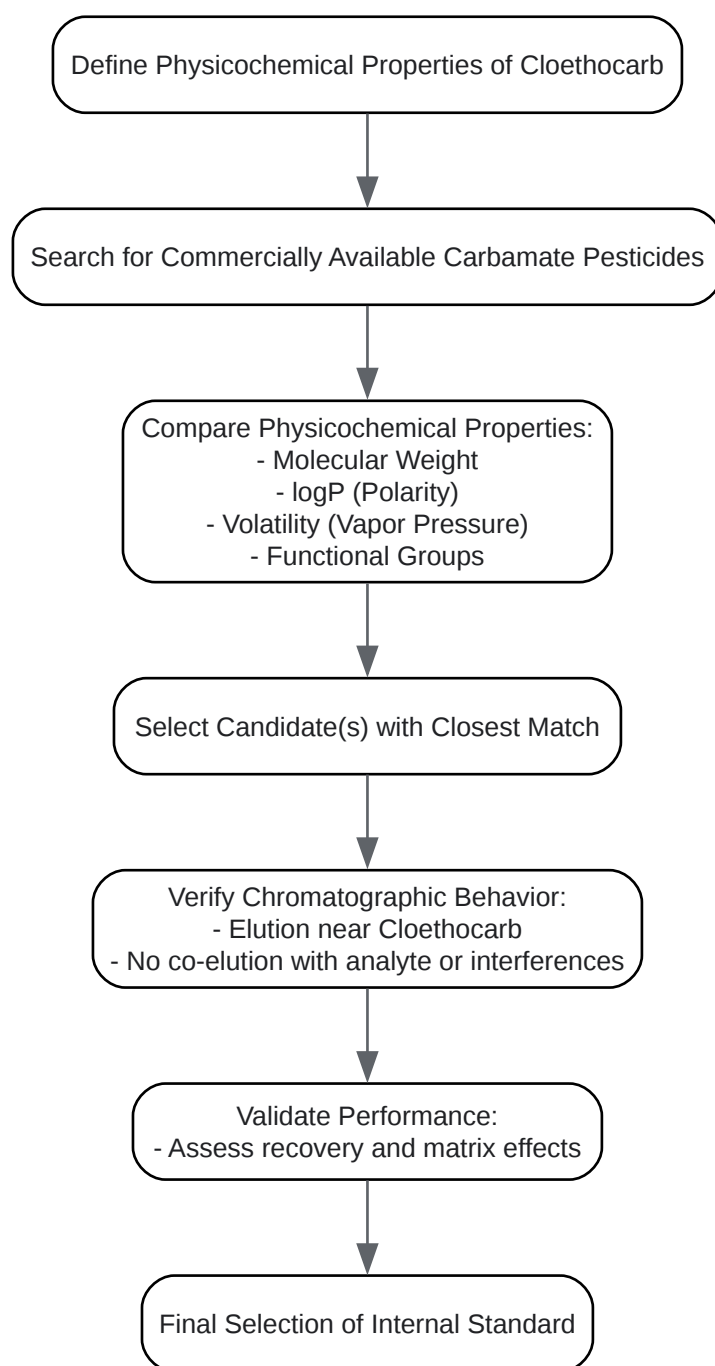 Define Physicochemical Properties of Cloethocarb
Search for Commercially Available Carbamate Pesticides
Compare Physicochemical Properties:
- Molecular Weight
- logP (Polarity)
- Volatility (Vapor Pressure)
- Functional Groups
Select Candidate(s) with Closest Match
Verify Chromatographic Behavior:
- Elution near Cloethocarb
- No co-elution with analyte or interferences
Validate Performance:
- Assess recovery and matrix effects
Final Selection of Internal Standard